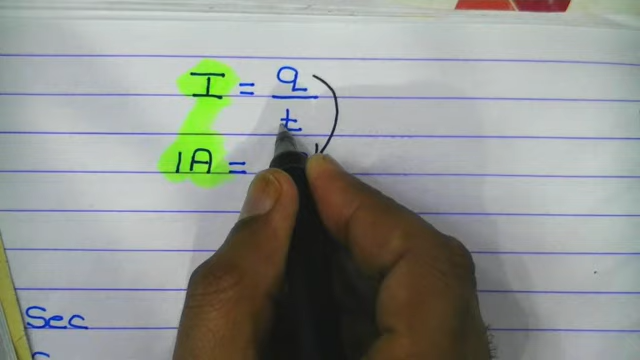 I = q
t
1A =
Sec